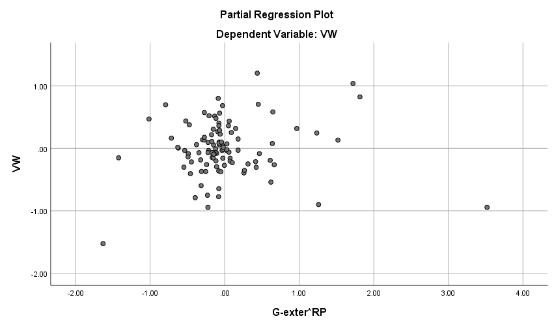 Partial Regression Plot
Dependent Variable: VW
1.00
.00
-1.00
-2.00
VW
-2.00 -1.00 .00 1.00 2.00 3.00 4.00
G-exter*RP